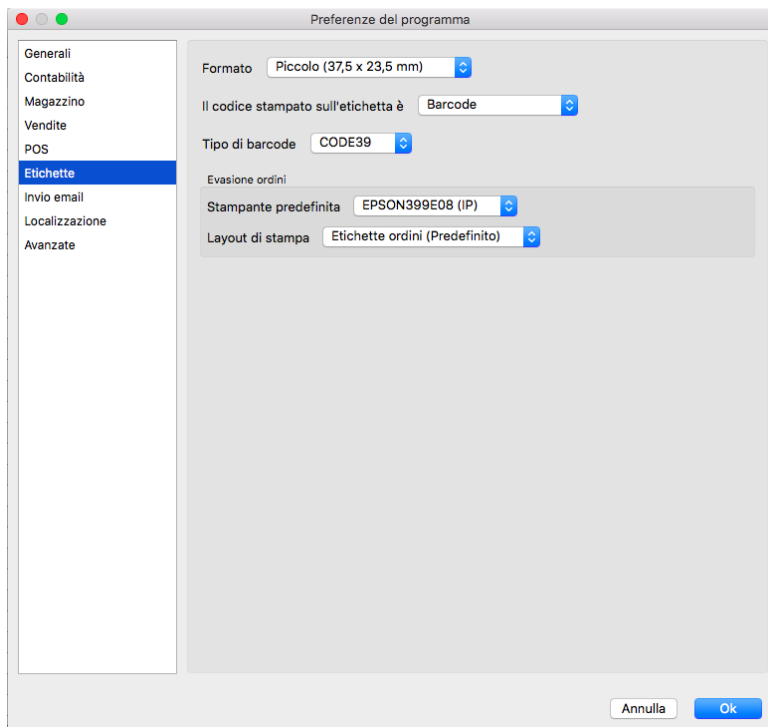 Preferenze del programma
Generali
Contabilità
Magazzino
Vendite
POS
Etichette
Invio email
Localizzazione
Avanzate
Formato Piccolo (37,5 x 23,5 mm)
Il codice stampato sull'etichetta è Barcode
Tipo di barcode CODE39
Evasione ordini
Stampante predefinita EPSON399E08 (IP)
Layout di stampa Etichette ordini (Predefinito)
Annulla Ok